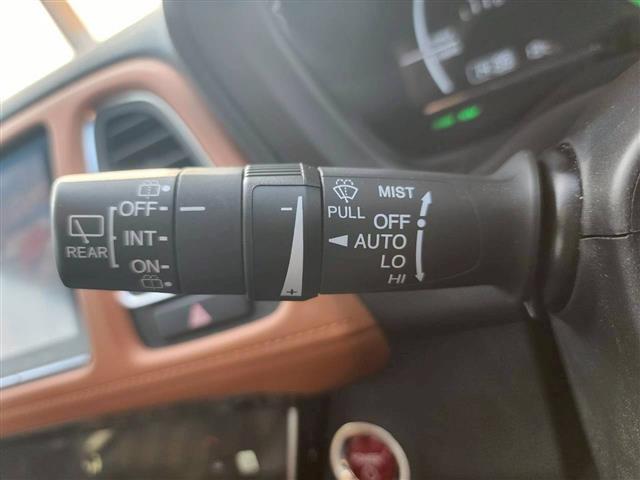 OFF
INT
ON
REAR
-
+
PULL
MIST
OFF
AUTO
LO
HI